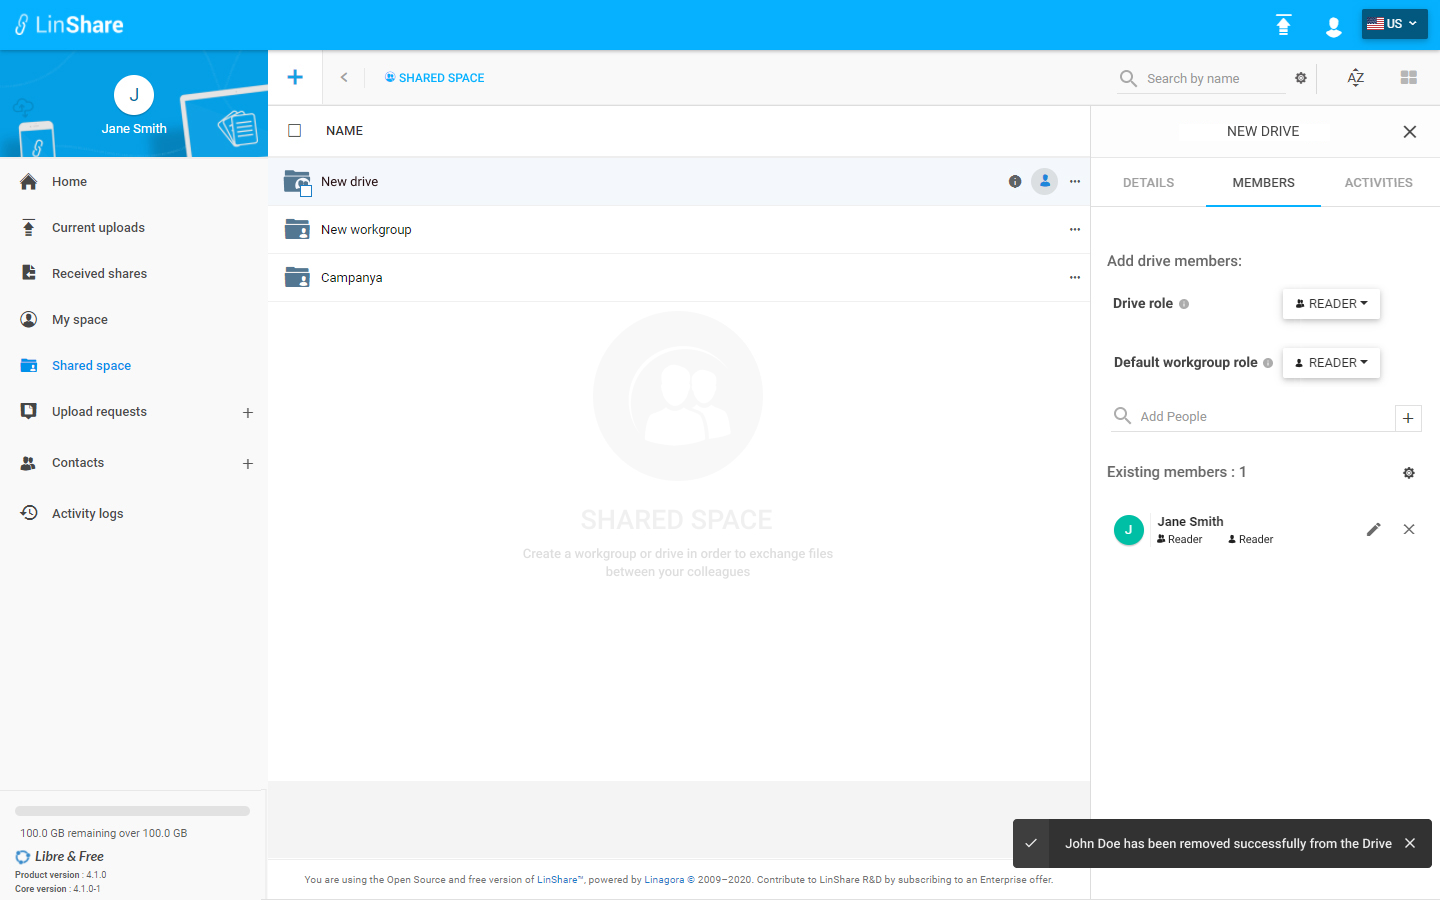 LinShare
US
J
Jane Smith
Home
Current uploads
Received shares
My space
Shared space
Upload requests
Contacts
Activity logs
100.0 GB remaining over 100.0 GB
Libre & Free
Product version : 4.1.0
Core version : 4.1.0-1
SHARED SPACE
Search by name
AZ
NAME
New drive
New workgroup
Campanya
SHARED SPACE
Create a workgroup or drive in order to exchange files
between your colleagues
NEW DRIVE
DETAILS
MEMBERS
ACTIVITIES
Add drive members:
Drive role
READER
Default workgroup role
READER
Add People
Existing members : 1
J
Jane Smith
Reader
Reader
John Doe has been removed successfully from the Drive
You are using the Open Source and free version of LinShare™, powered by Linagora © 2009–2020. Contribute to LinShare R&D by subscribing to an Enterprise offer.